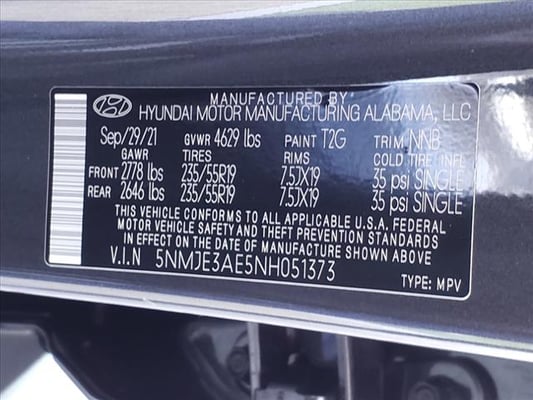 MANUFACTURED BY
HYUNDAI MOTOR MANUFACTURING ALABAMA, LLC
Sep/29/21 GVWR 4629 lbs PAINT T2G TRIM NNB
GAWR TIRES RIMS COLD TIRE INFL
FRONT 2778 lbs 235/55R19 7.5JX19 35 psi SINGLE
REAR 2646 lbs 235/55R19 7.5JX19 35 psi SINGLE
THIS VEHICLE CONFORMS TO ALL APPLICABLE U.S.A. FEDERAL
MOTOR VEHICLE SAFETY AND THEFT PREVENTION STANDARDS
IN EFFECT ON THE DATE OF MANUFACTURE SHOWN ABOVE
V.I.N 5NMJE3AE5NH051373
TYPE: MPV